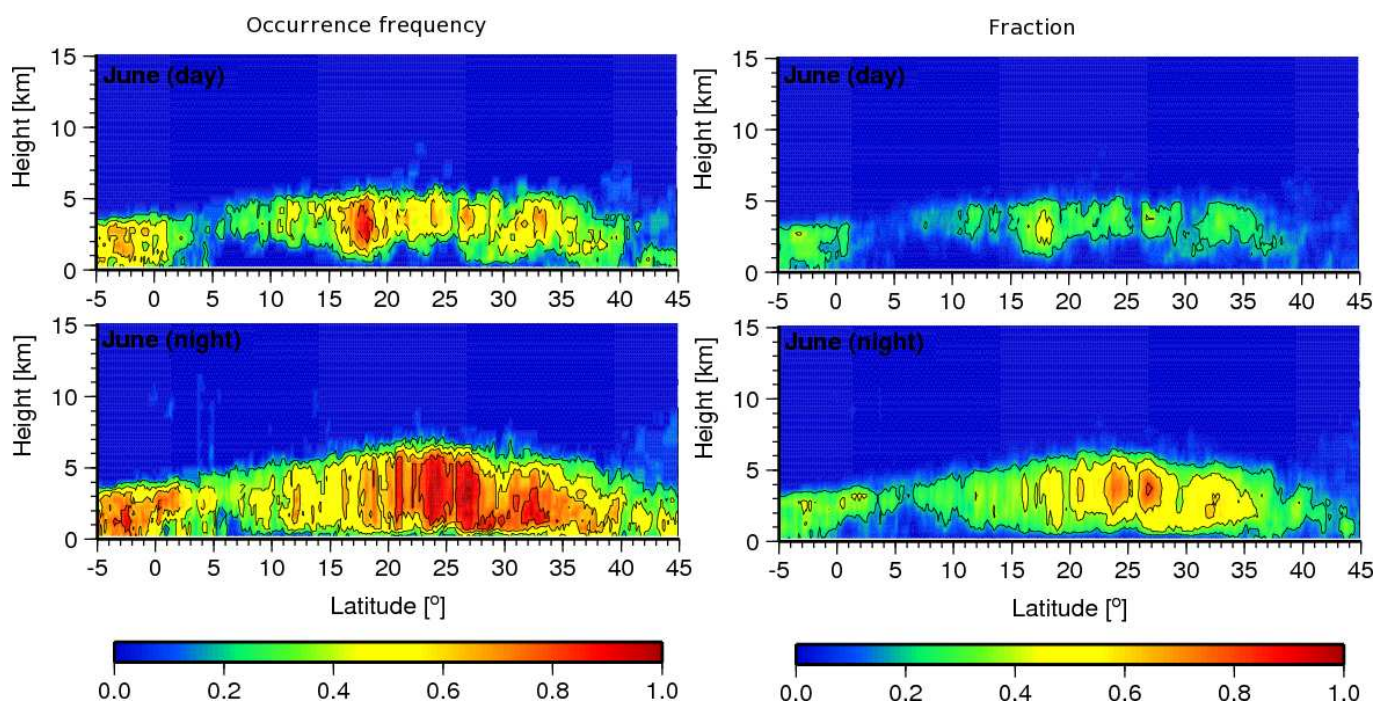 Occurrence frequency
Fraction
15
10
5
0
Height [km]
June (day)
-5 0 5 10 15 20 25 30 35 40 45
15
10
5
0
Height [km]
June (day)
-5 0 5 10 15 20 25 30 35 40 45
15
10
5
0
Height [km]
June (night)
-5 0 5 10 15 20 25 30 35 40 45
Latitude [o]
15
10
5
0
Height [km]
June (night)
-5 0 5 10 15 20 25 30 35 40 45
Latitude [o]
0.0 0.2 0.4 0.6 0.8 1.0
0.0 0.2 0.4 0.6 0.8 1.0